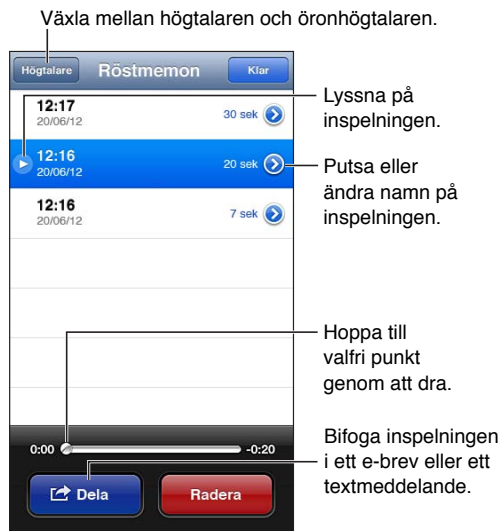 Växla mellan högtalaren och öronhögtalaren.
Högtalare Röstmemon Klar
12:17
20/06/12
30 sek
12:16
20/06/12
20 sek
12:16
20/06/12
7 sek
Lyssna på
inspelningen.
Putsa eller
ändra namn på
inspelningen.
Hoppa till
valfri punkt
genom att dra.
0:00 -0:20
Dela Radera
Bifoga inspelningen
i ett e-brev eller ett
textmeddelande.